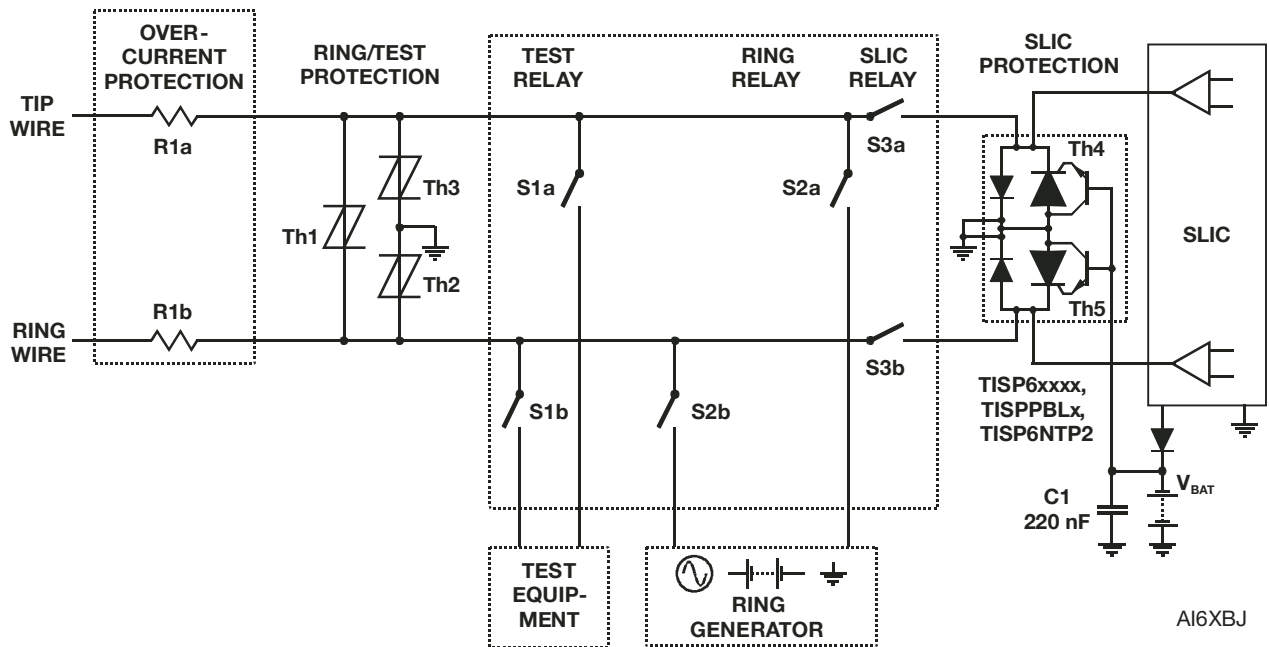 OVER-
CURRENT
PROTECTION
RING/TEST
PROTECTION
TEST
RELAY
RING
RELAY
SLIC
RELAY
SLIC
PROTECTION
TIP
WIRE
R1a
S3a
Th4
Th3
S1a
S2a
Th1
SLIC
Th2
R1b
Th5
RING
WIRE
S3b
TISP6xxxx,
TISPPBLx,
TISP6NTP2
S1b
S2b
VBAT
C1
220 nF
TEST
EQUIP-
MENT
RING
GENERATOR
AI6XBJ